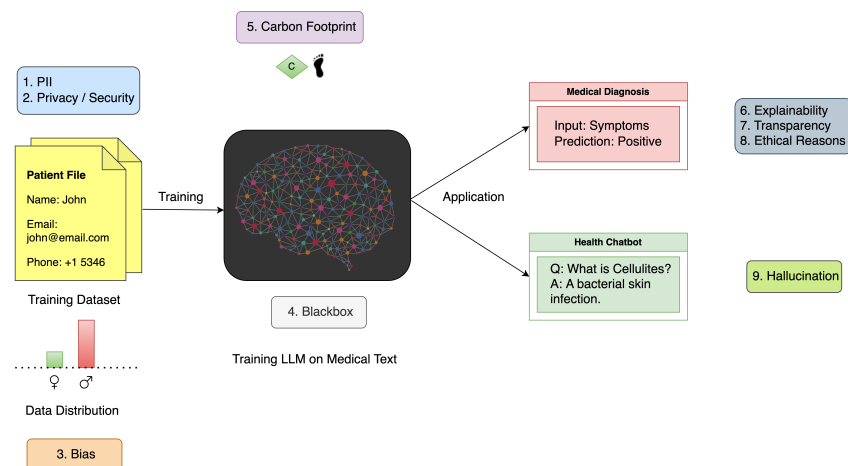 5. Carbon Footprint
C
1. PII
2. Privacy / Security
Patient File
Name: John
Email:
john@email.com
Phone: +1 5346
Training Dataset
Training
4. Blackbox
Training LLM on Medical Text
Application
Medical Diagnosis
Input: Symptoms
Prediction: Positive
Health Chatbot
Q: What is Cellulites?
A: A bacterial skin
infection.
6. Explainability
7. Transparency
8. Ethical Reasons
9. Hallucination
♀ ♂
Data Distribution
3. Bias